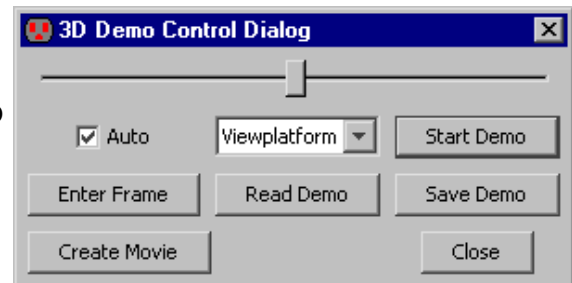 3D Demo Control Dialog
Auto Viewplatform Start Demo
Enter Frame Read Demo Save Demo
Create Movie Close